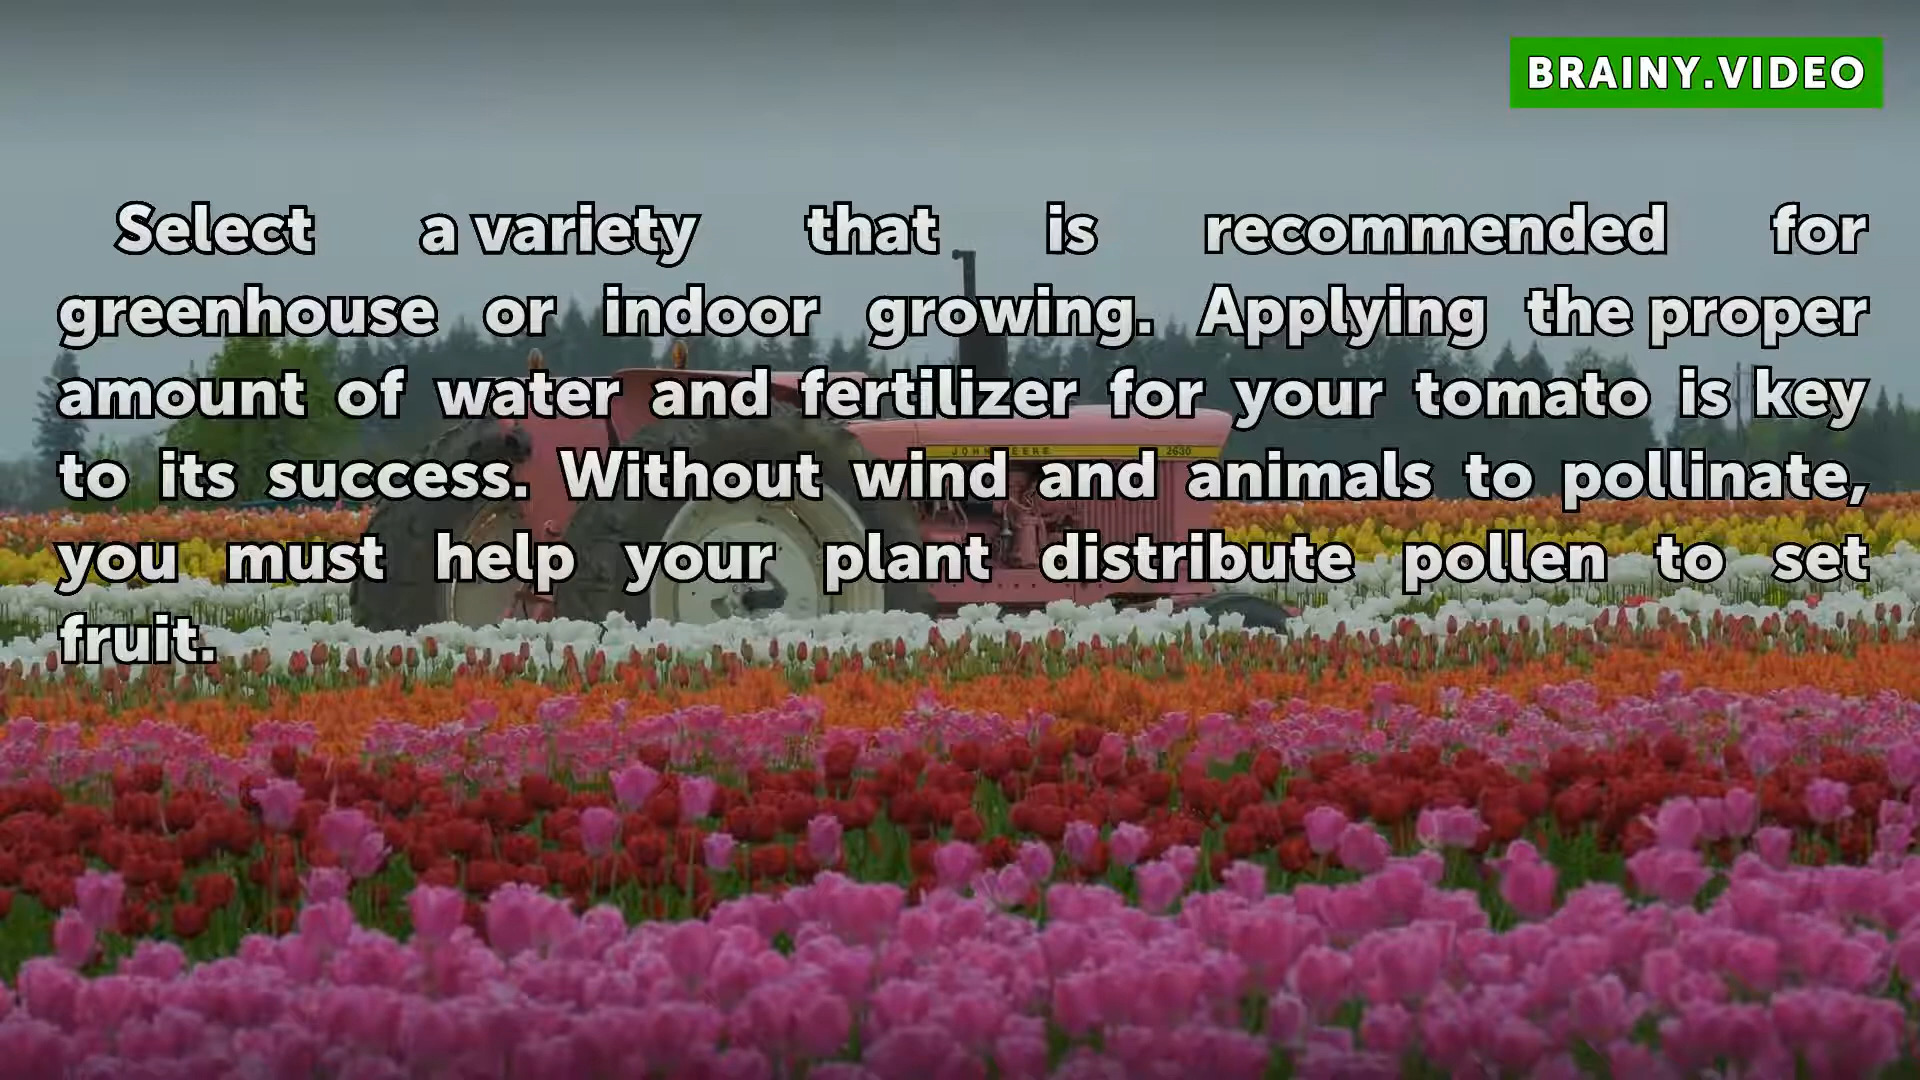 BRAINY.VIDEO
Select a variety that is recommended for
greenhouse or indoor growing. Applying the proper
amount of water and fertilizer for your tomato is key
to its success. Without wind and animals to pollinate,
you must help your plant distribute pollen to set
fruit.
2630